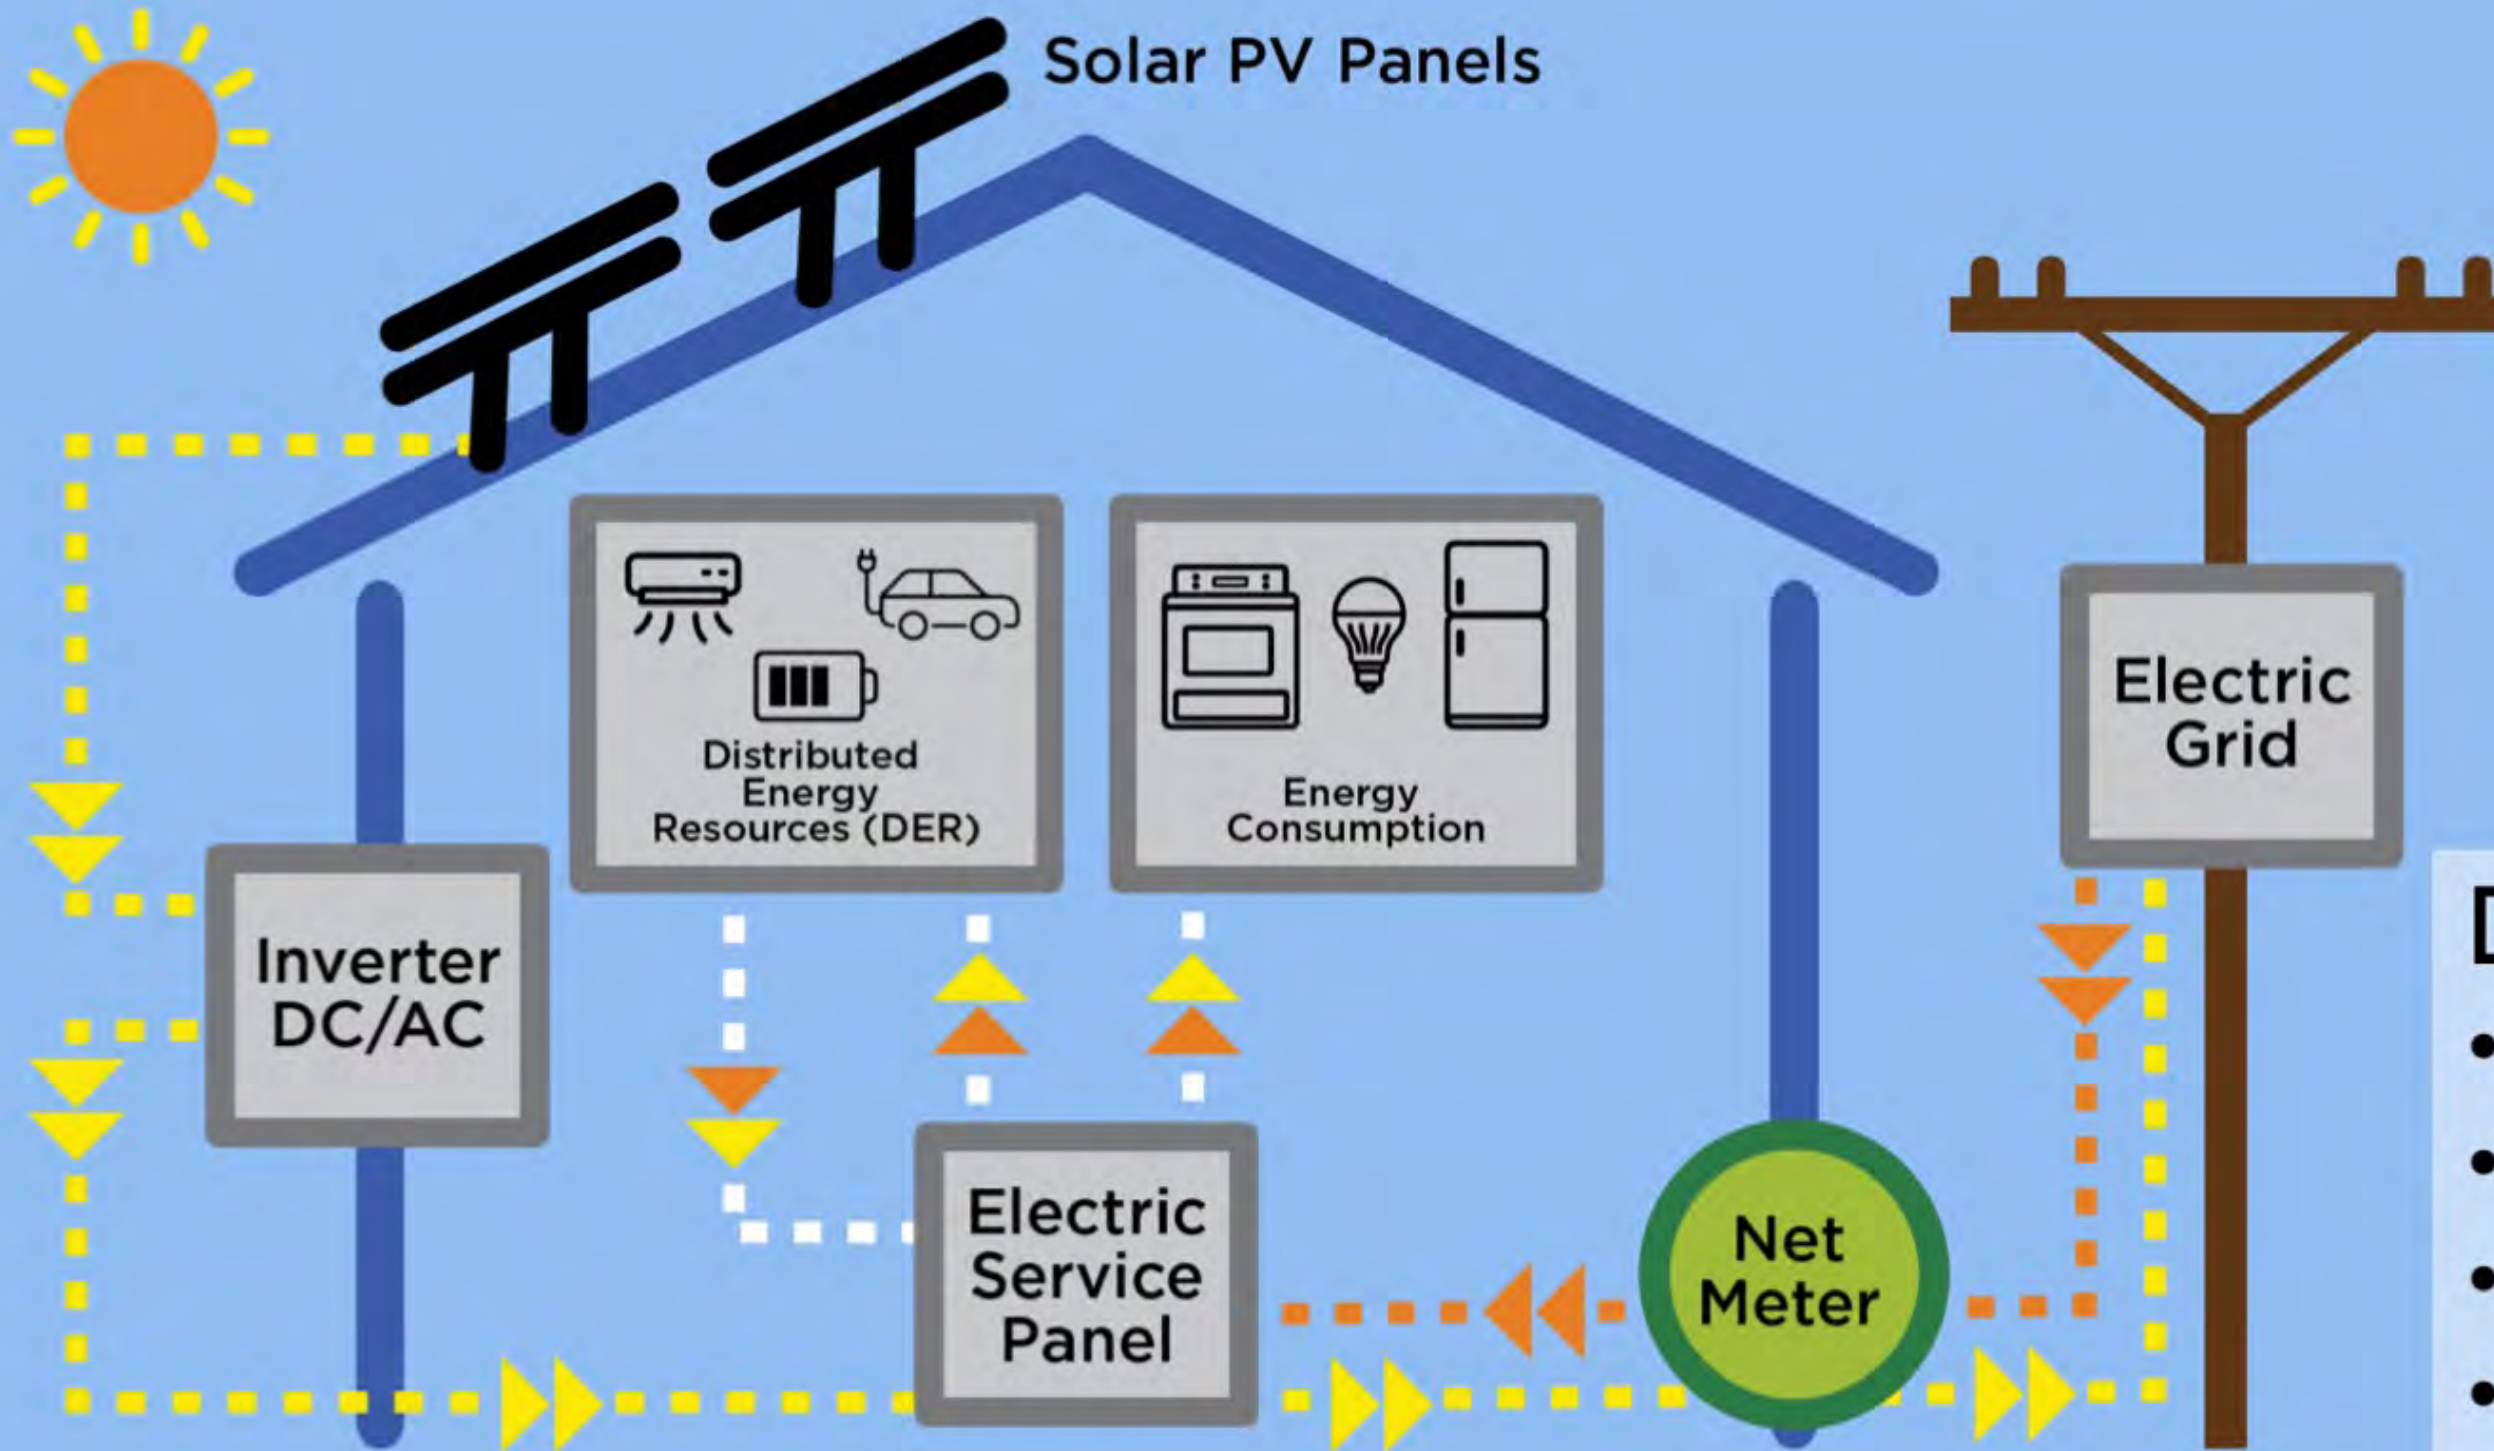 Solar PV Panels
Distributed
Energy
Resources (DER)
Energy
Consumption
Electric
Grid
Inverter
DC/AC
Electric
Service
Panel
Net
Meter